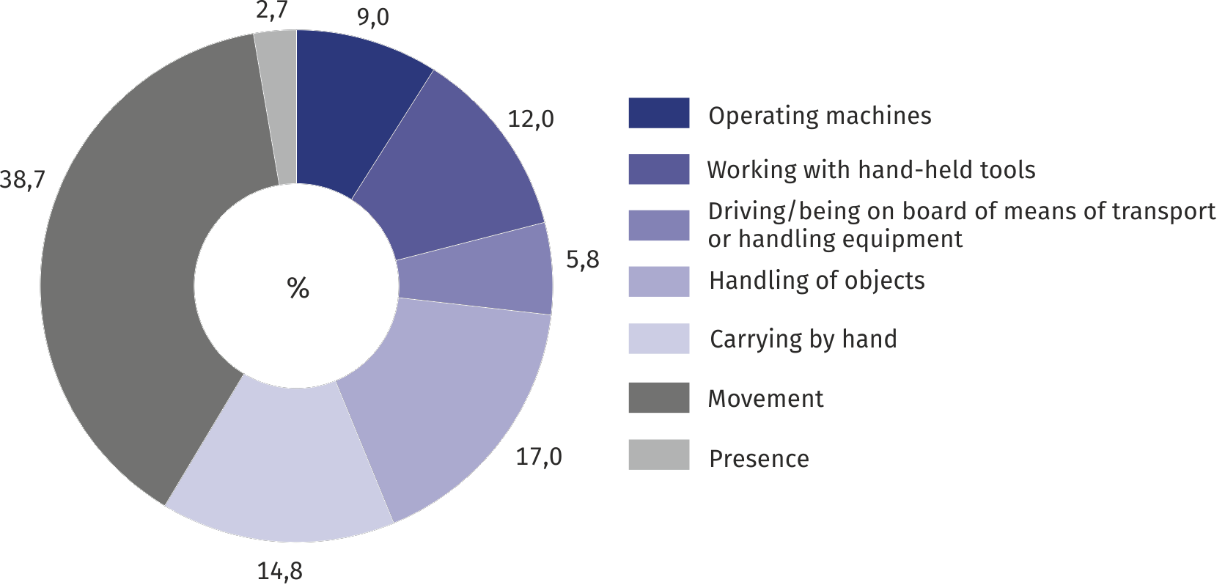 2,7
9,0
12,0
5,8
17,0
14,8
38,7
%
Operating machines
Working with hand-held tools
Driving/being on board of means of transport
or handling equipment
Handling of objects
Carrying by hand
Movement
Presence